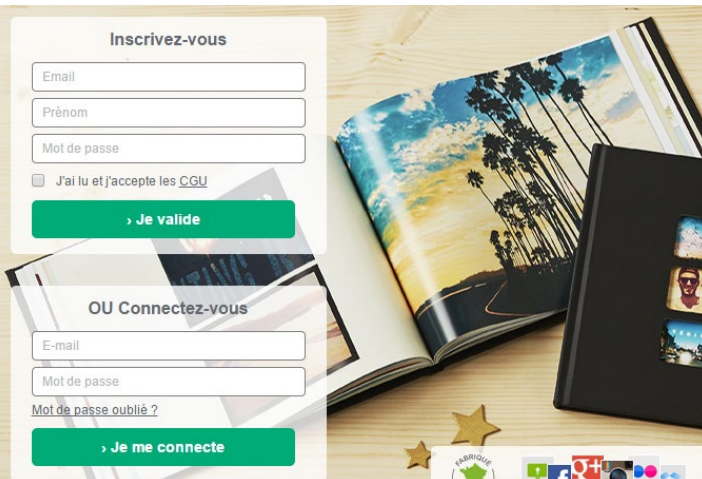 Inscrivez-vous
Email
Prénom
Mot de passe
J'ai lu et j'accepte les CGU
› Je valide
OU Connectez-vous
E-mail
Mot de passe
Mot de passe oublié ?
› Je me connecte
FABRIQUÉ
g+
f